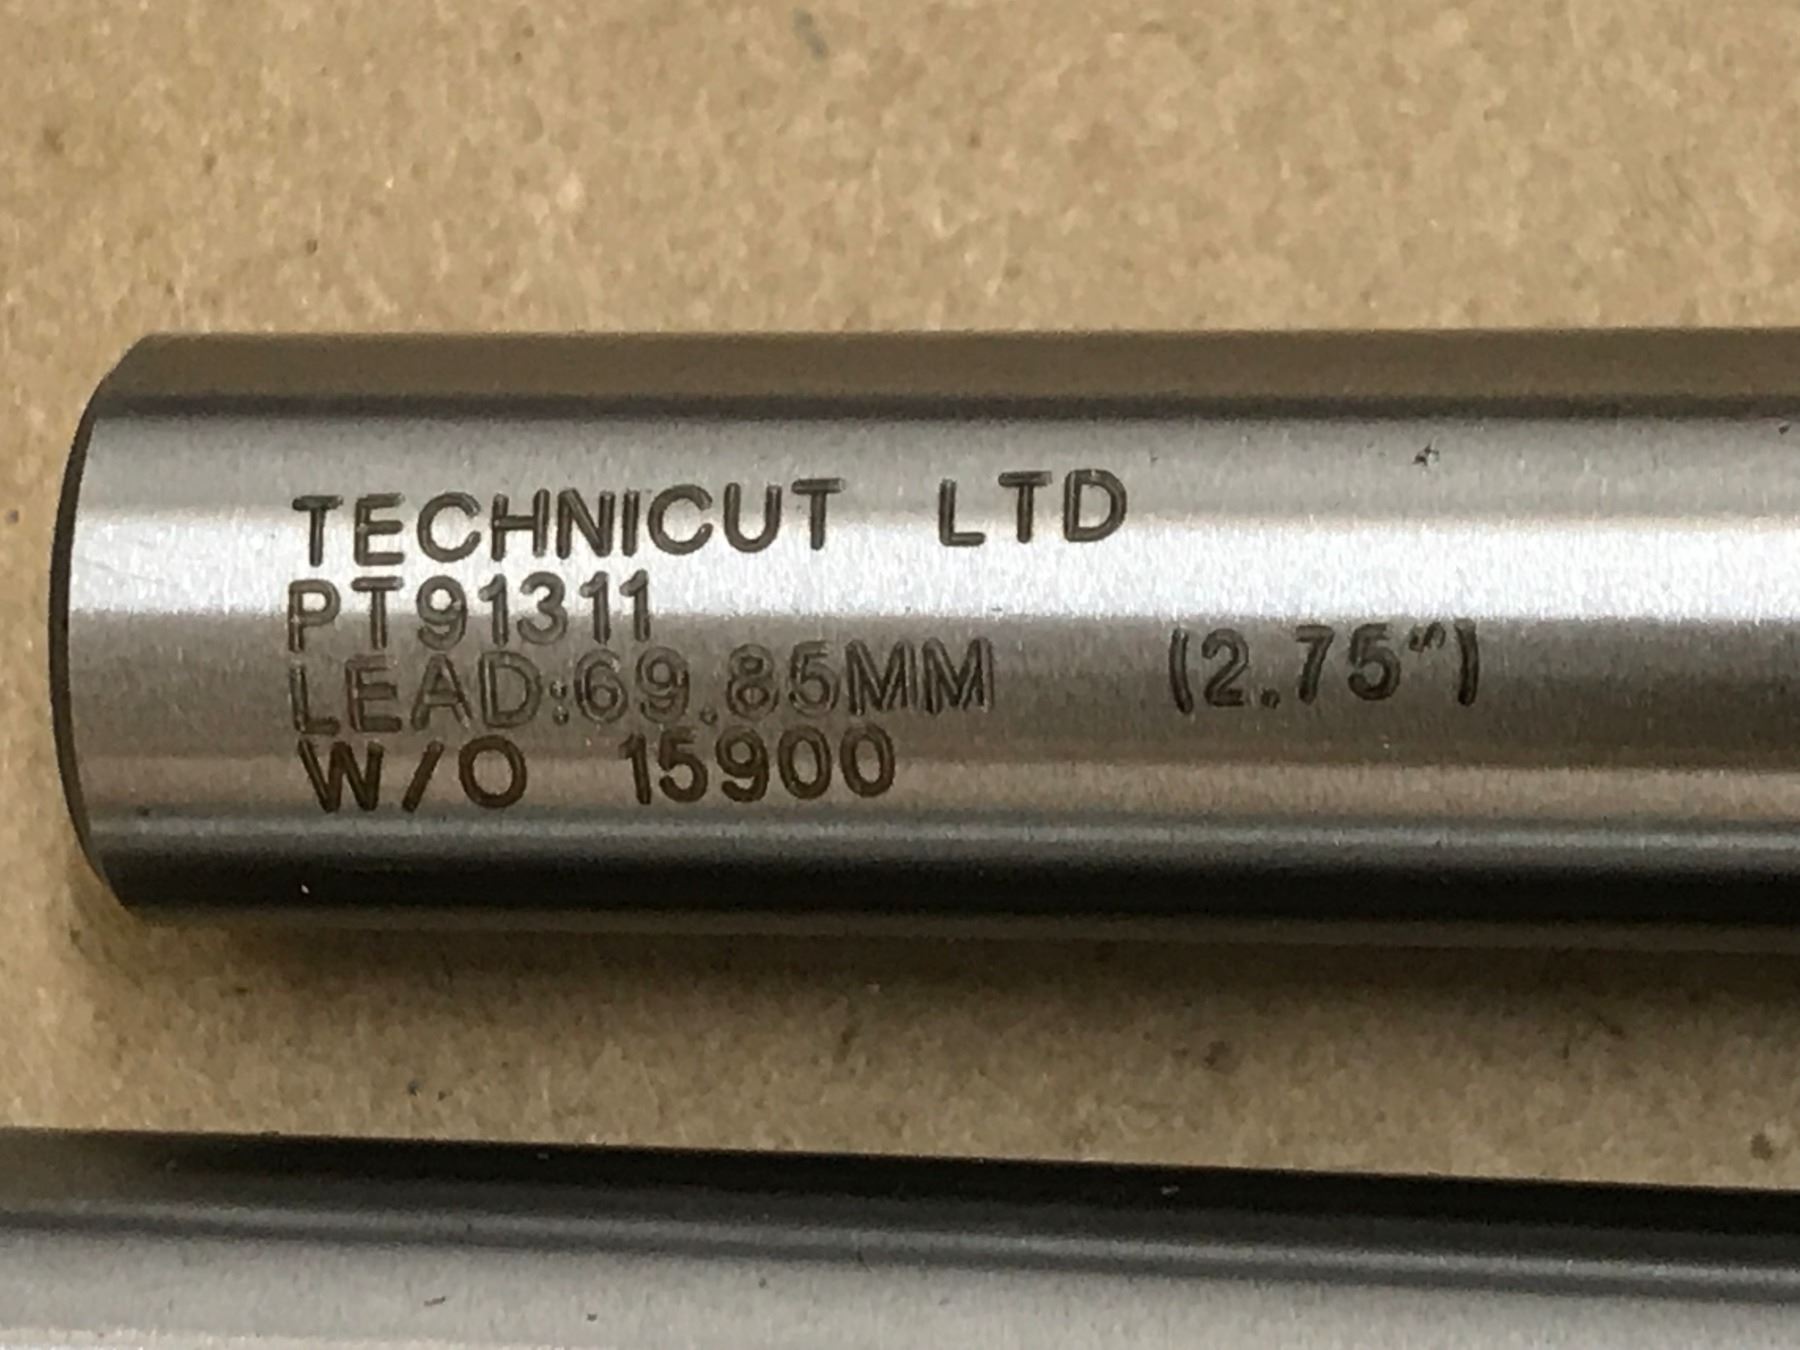 TECHNICUT LTD
PT91311
LEAD:69.85MM (2.75")
W/O 15900